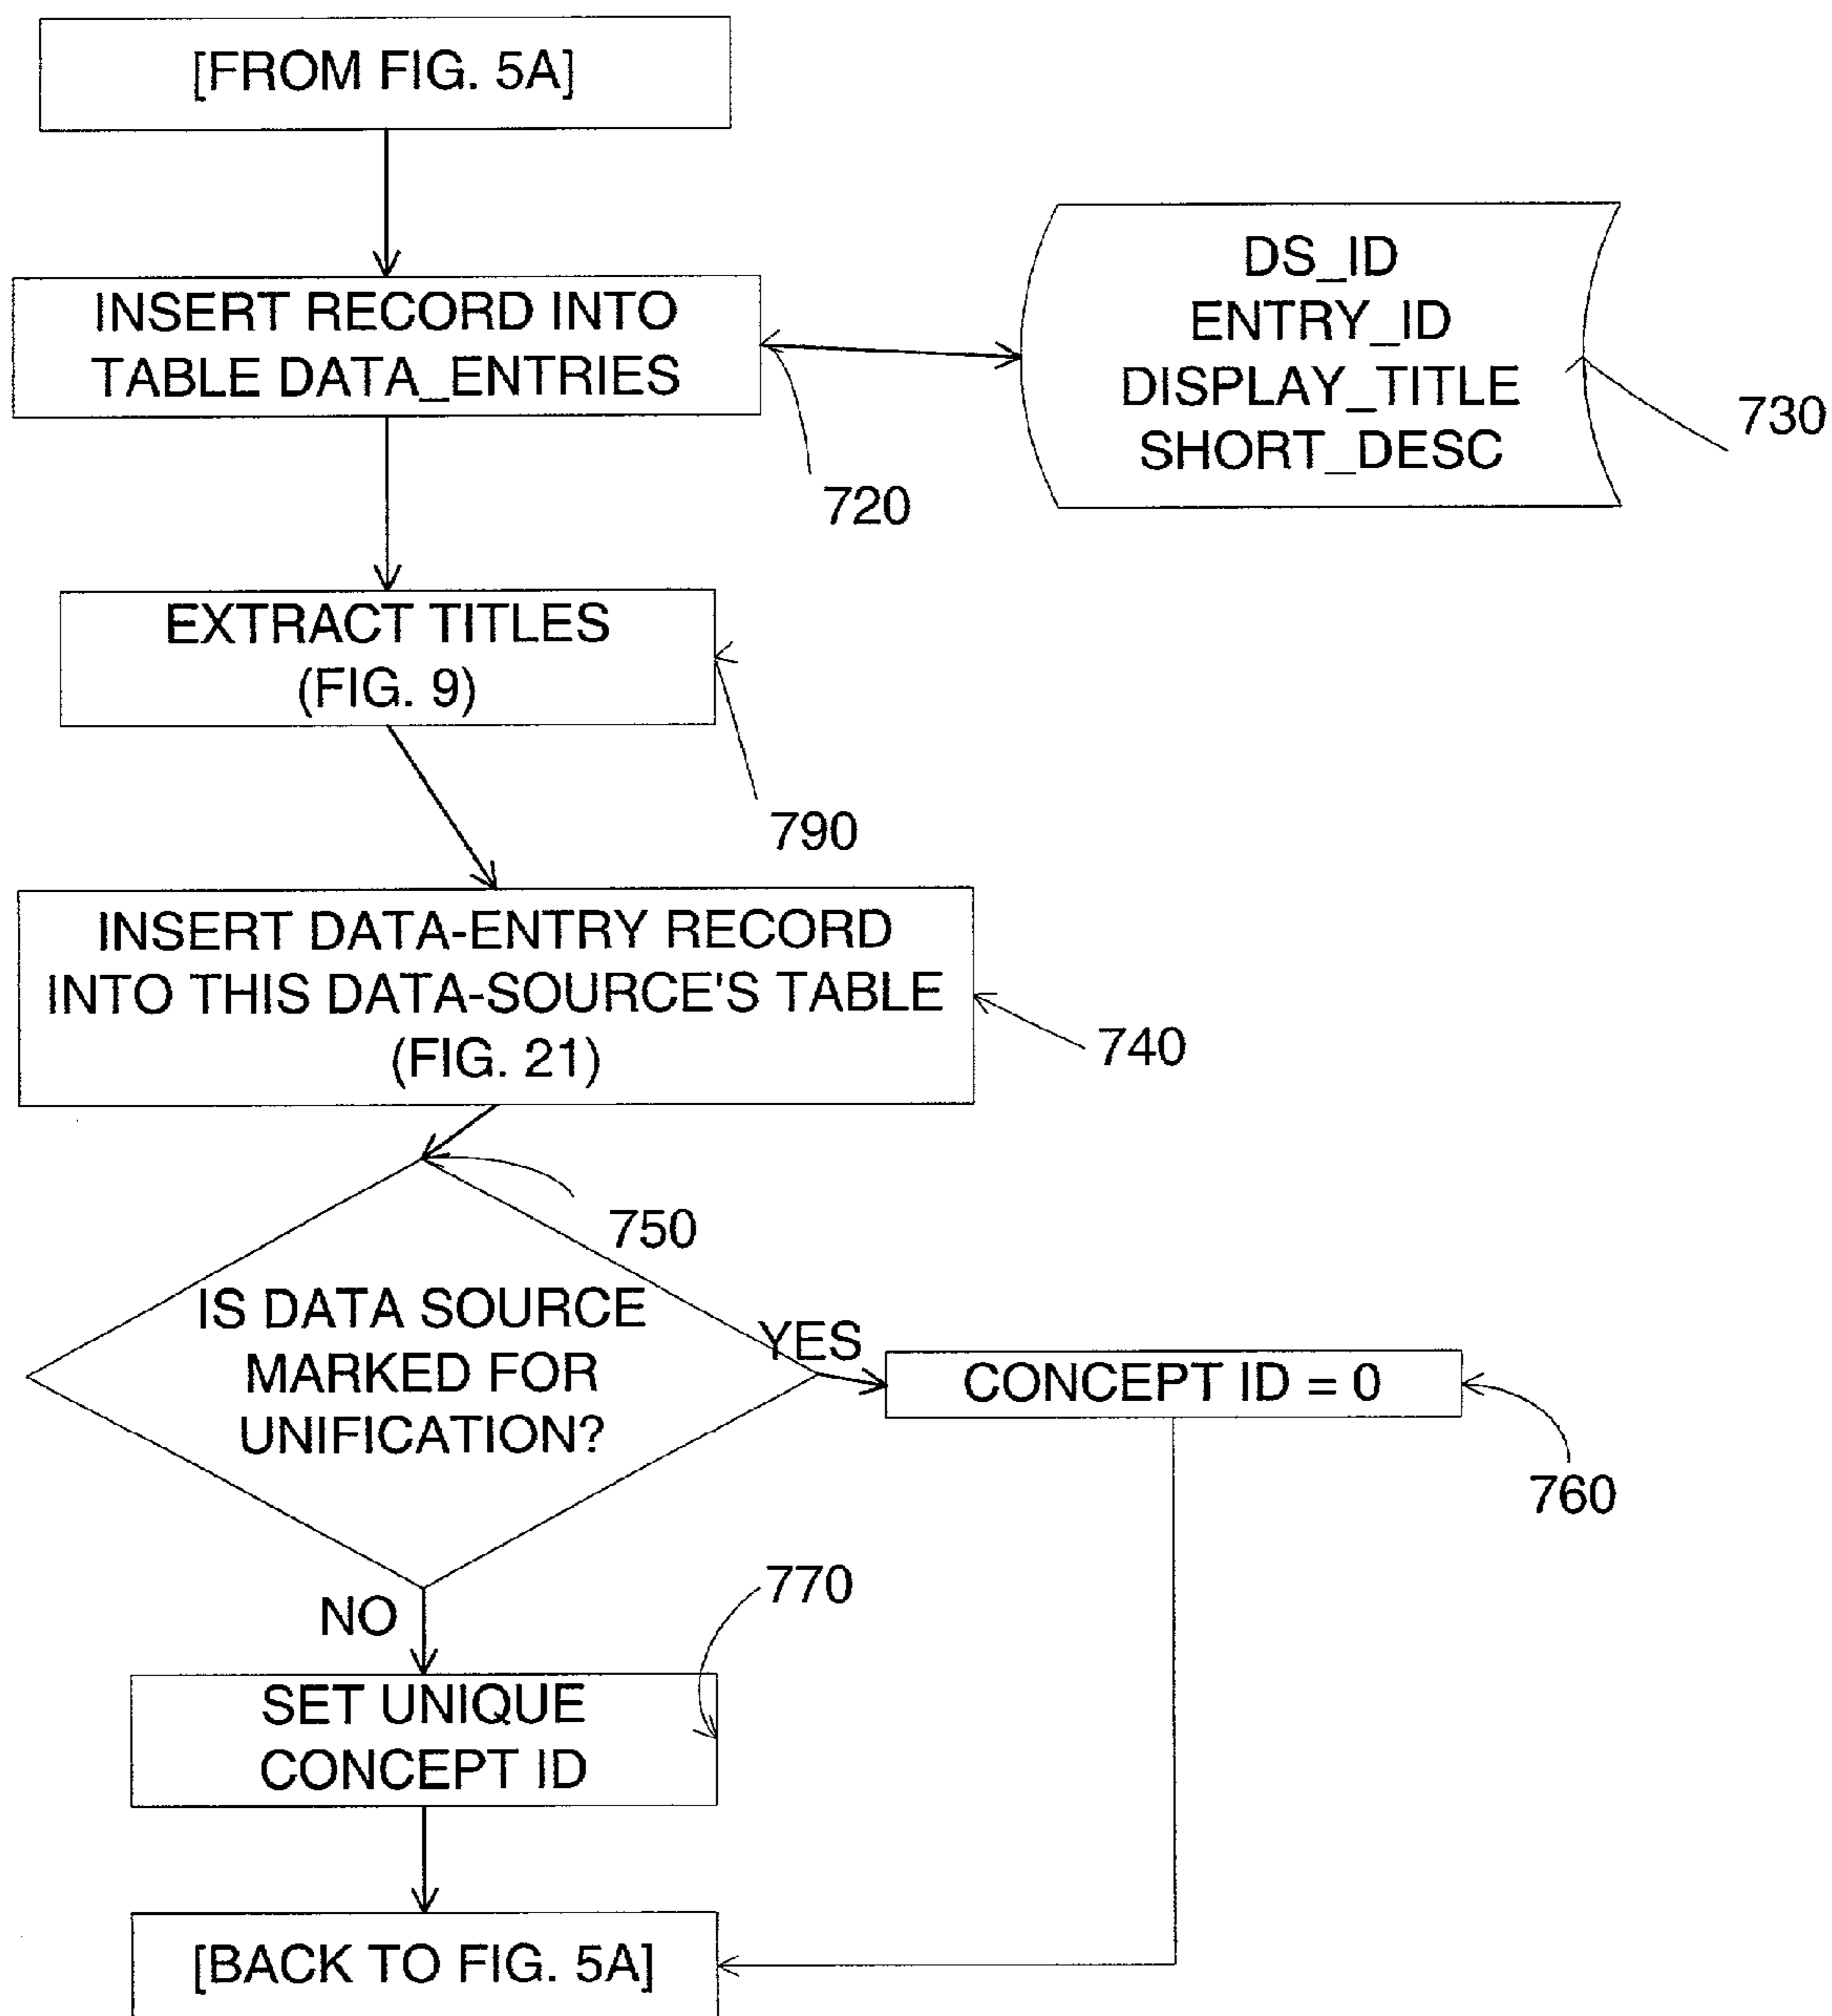 [FROM FIG. 5A]
INSERT RECORD INTO
TABLE DATA_ENTRIES
720
DS_ID
ENTRY_ID
DISPLAY_TITLE
SHORT_DESC
730
EXTRACT TITLES
(FIG. 9)
790
INSERT DATA-ENTRY RECORD
INTO THIS DATA-SOURCE'S TABLE
(FIG. 21)
740
750
IS DATA SOURCE
MARKED FOR
UNIFICATION?
YES
CONCEPT ID = 0
760
NO
770
SET UNIQUE
CONCEPT ID
[BACK TO FIG. 5A]